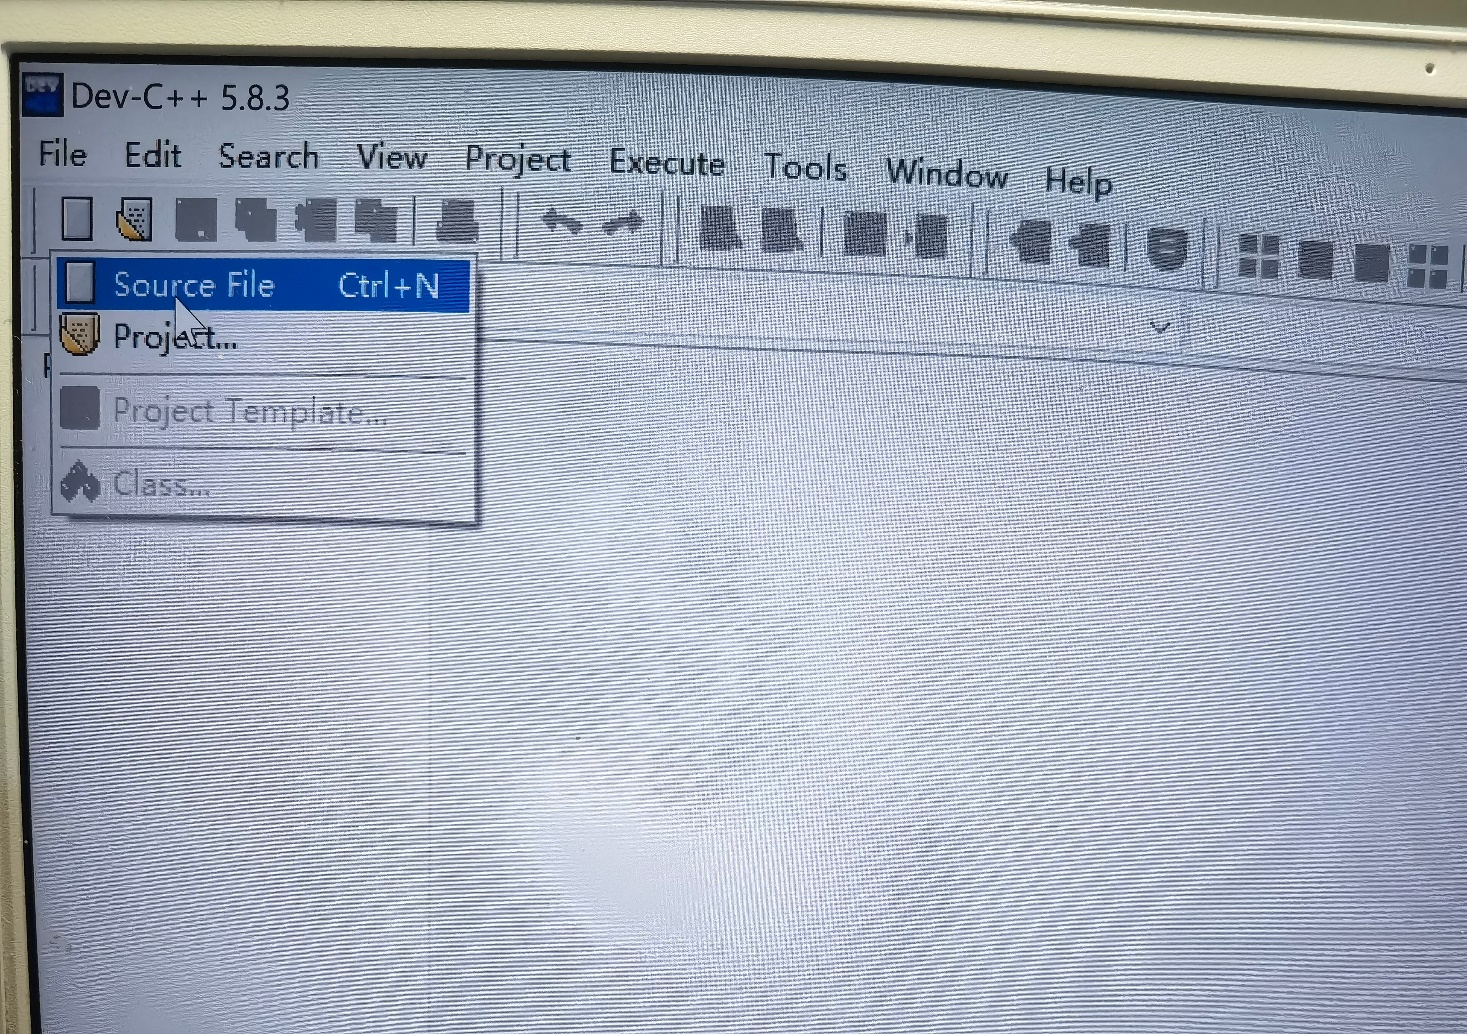 DEV
Dev-C++ 5.8.3
File Edit Search View Project Execute Tools Window Help
Source File Ctrl+N
Project...
Project Template...
Class...